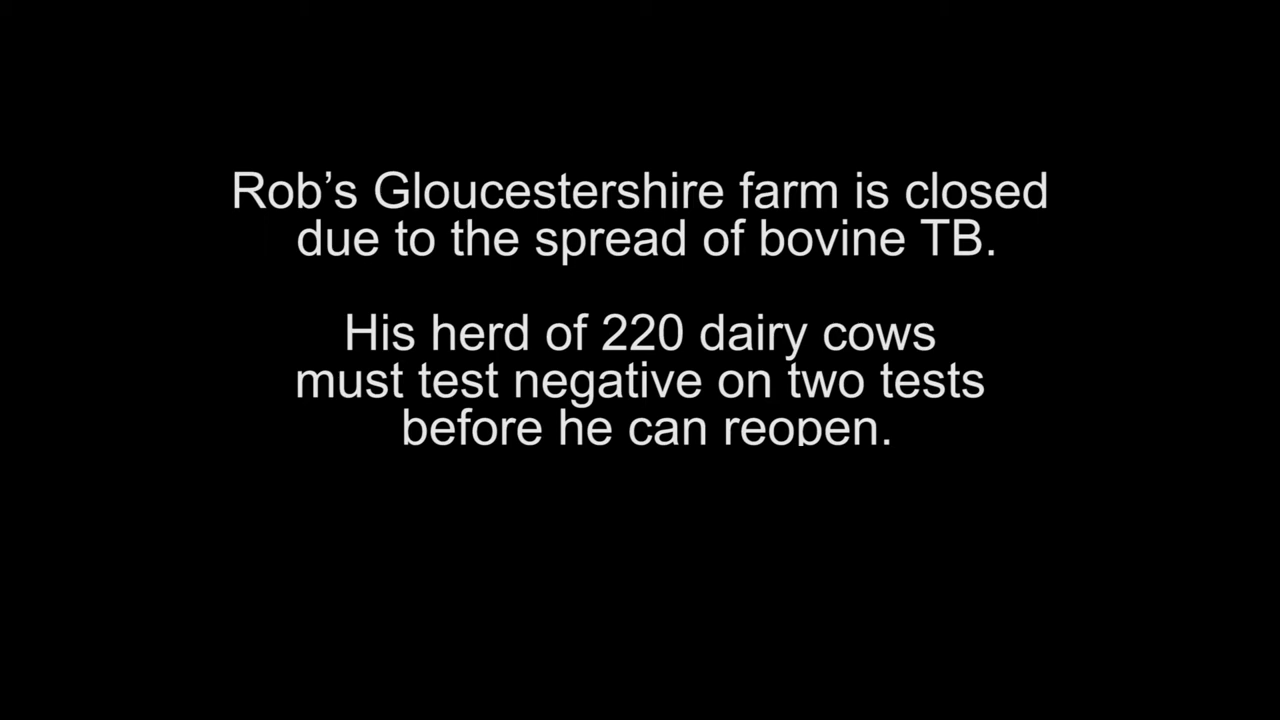 Rob’s Gloucestershire farm is closed
due to the spread of bovine TB.
His herd of 220 dairy cows
must test negative on two tests
before he can reopen.